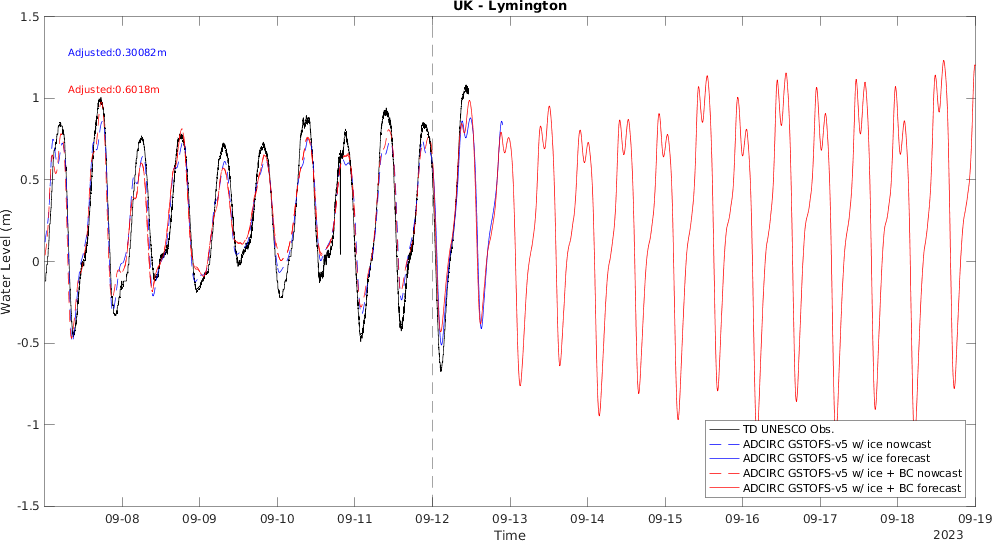 UK - Lymington
1.5
Adjusted:0.30082m
Adjusted:0.6018m
1
0.5
0
-0.5
-1
-1.5
Water Level (m)
TD UNESCO Obs.
ADCIRC GSTOFS-v5 w/ ice nowcast
ADCIRC GSTOFS-v5 w/ ice forecast
ADCIRC GSTOFS-v5 w/ ice + BC nowcast
ADCIRC GSTOFS-v5 w/ ice + BC forecast
09-08 09-09 09-10 09-11 09-12 09-13 09-14 09-15 09-16 09-17 09-18 09-19
Time
2023